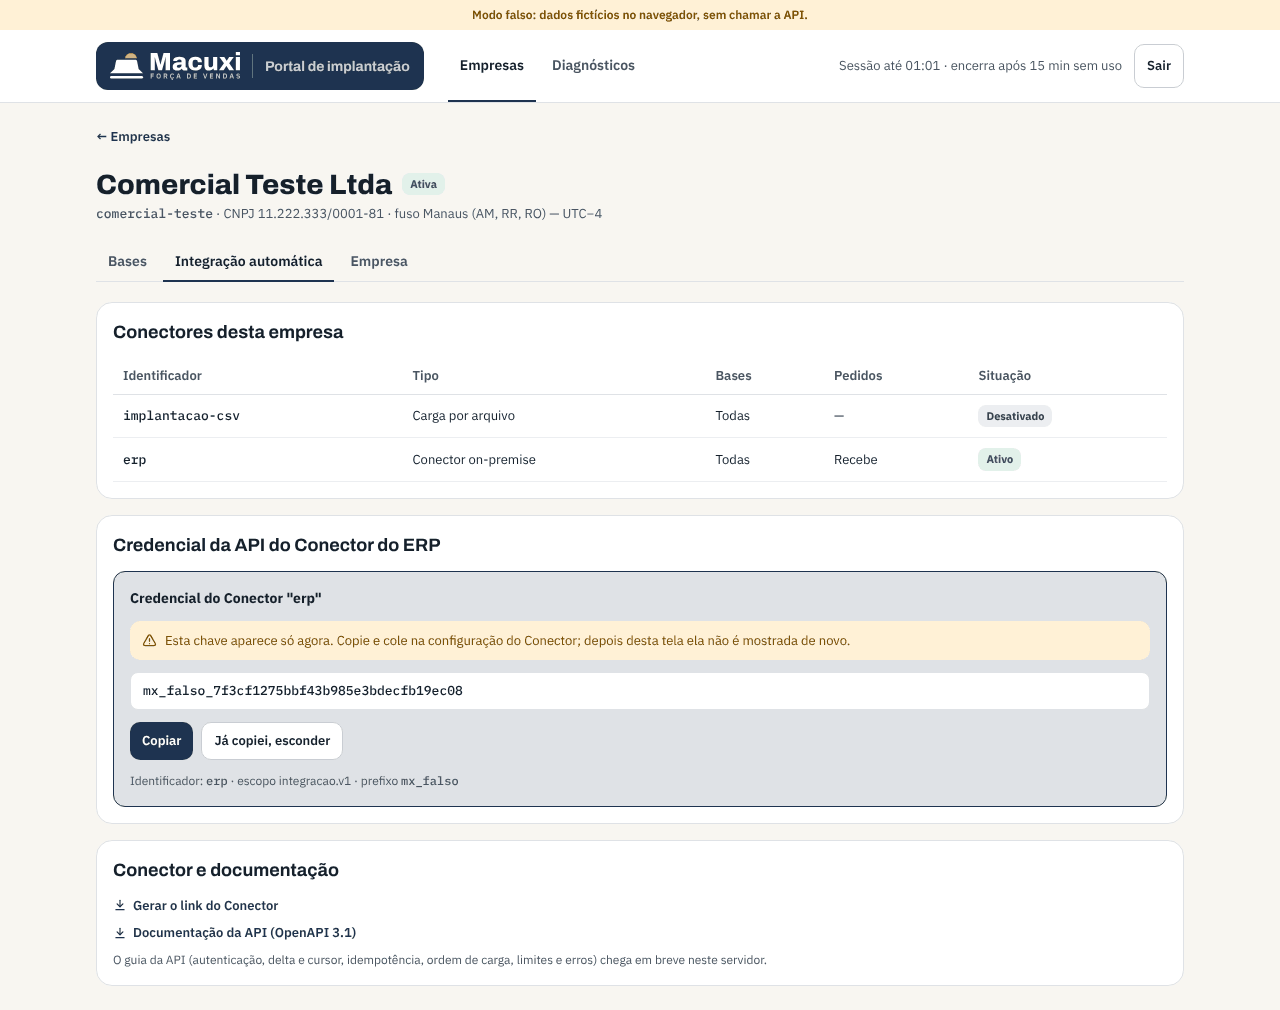 Modo falso: dados fictícios no navegador, sem chamar a API.
Macuxi
FORÇA DE VENDAS
Portal de implantação
Empresas
Diagnósticos
Sessão até 01:01 · encerra após 15 min sem uso
Sair
← Empresas
Comercial Teste Ltda
Ativa
comercial-teste · CNPJ 11.222.333/0001-81 · fuso Manaus (AM, RR, RO) — UTC−4
Bases
Integração automática
Empresa
Conectores desta empresa
Identificador Tipo Bases Pedidos Situação
implantacao-csv Carga por arquivo Todas — Desativado
erp Conector on-premise Todas Recebe Ativo
Credencial da API do Conector do ERP
Credencial do Conector "erp"
Esta chave aparece só agora. Copie e cole na configuração do Conector; depois desta tela ela não é mostrada de novo.
mx_falso_7f3cf1275bbf43b985e3bdecfb19ec08
Copiar
Já copiei, esconder
Identificador: erp · escopo integracao.v1 · prefixo mx_falso
Conector e documentação
Gerar o link do Conector
Documentação da API (OpenAPI 3.1)
O guia da API (autenticação, delta e cursor, idempotência, ordem de carga, limites e erros) chega em breve neste servidor.